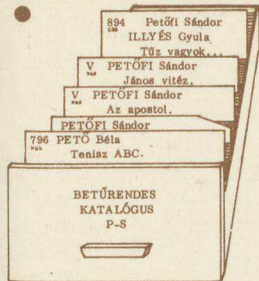 894 Petőfi Sándor
ILLYÉS Gyula
Tűz vagyok...
V PETŐFI Sándor
János vitéz.
V PETŐFI Sándor
Az apostol.
PETŐFI Sándor
796 PETŐ Béla
Tenisz ABC.
BETŰRENDES
KATALÓGUS
P-S